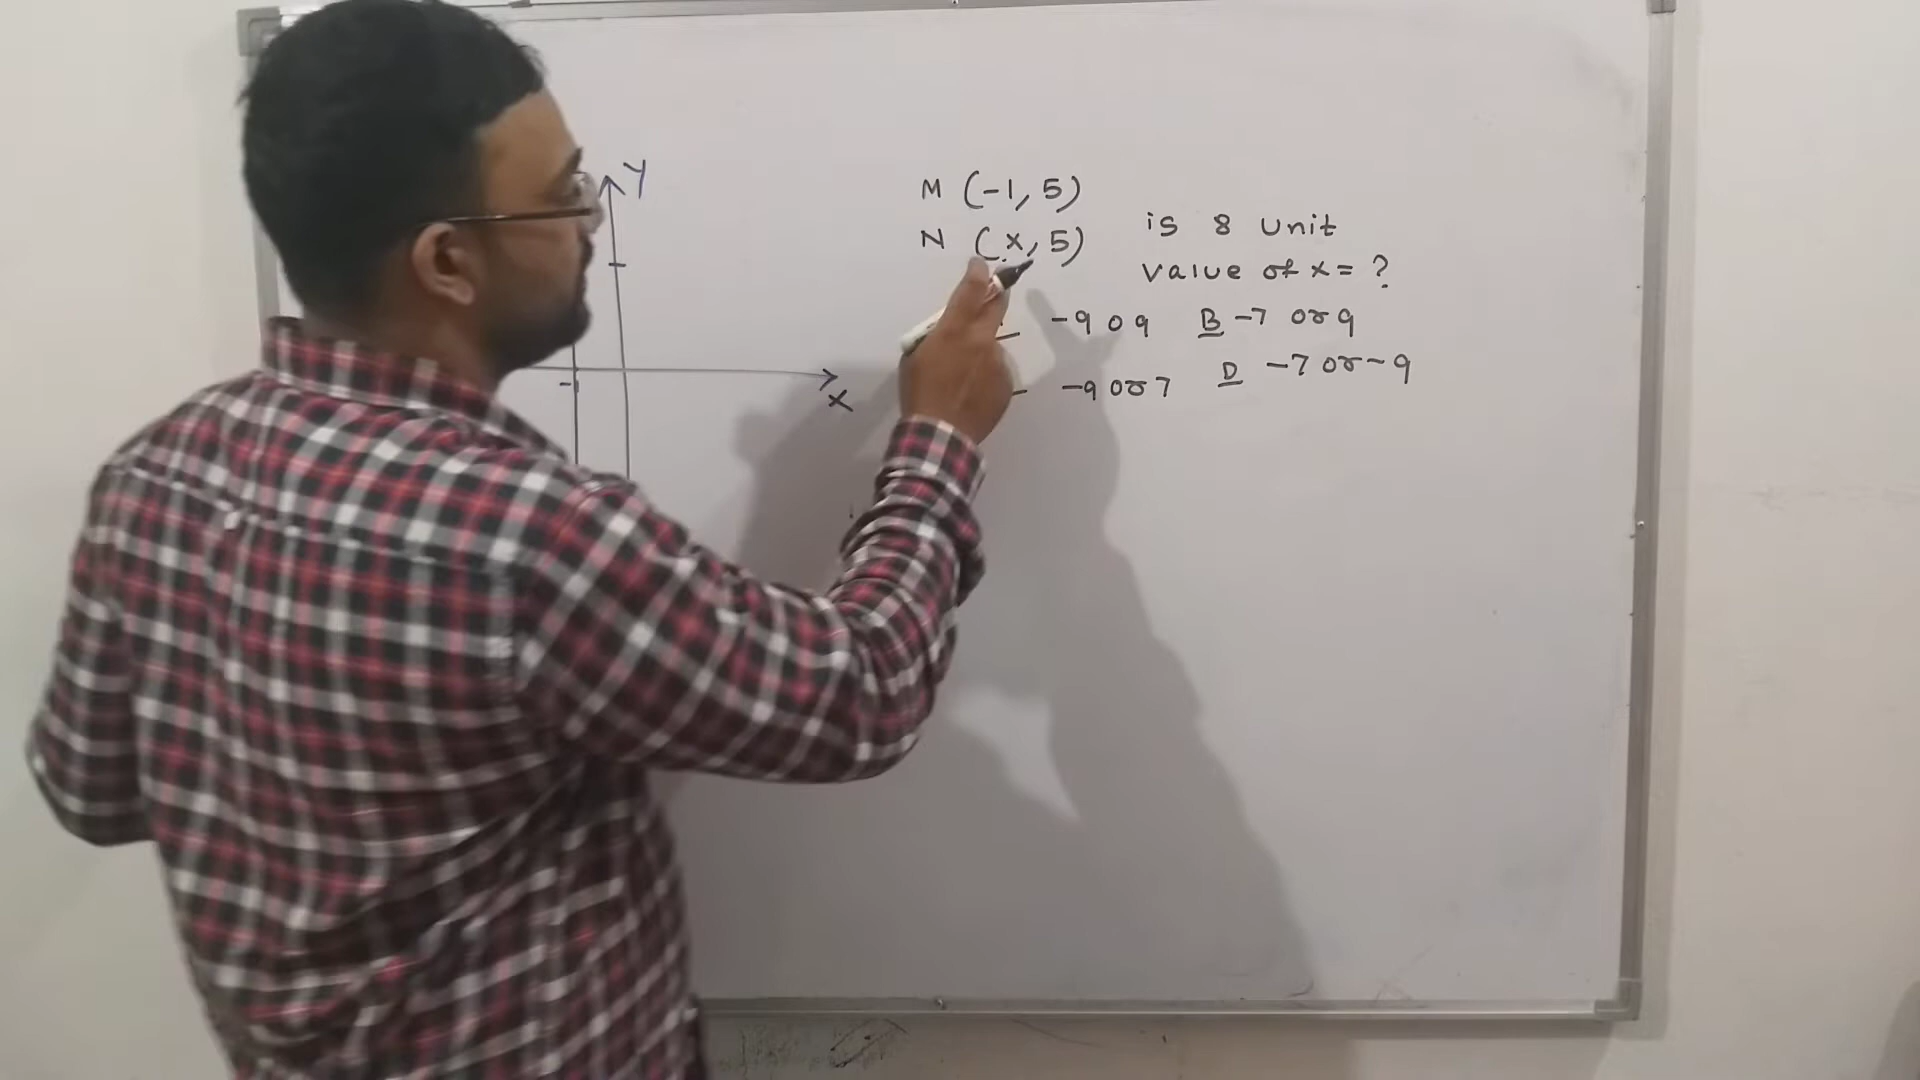 Y
X
M (-1, 5)
N (x, 5)
is 8 unit
value of x = ?
-9 0 9 B -7 or 9
-9 or 7 D -7 or - 9